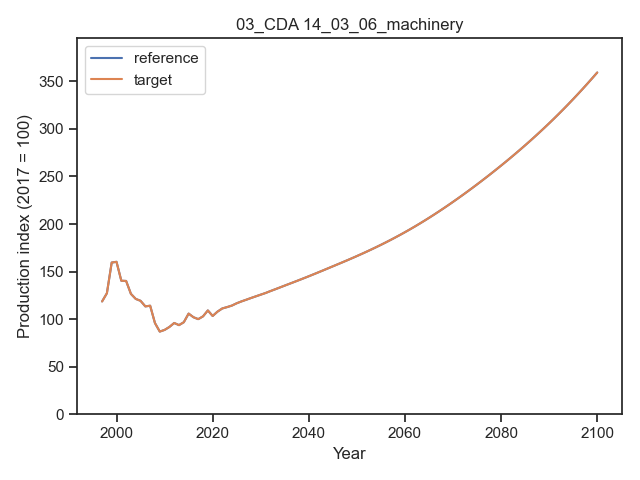 03_CDA 14_03_06_machinery
reference
target
Production index (2017 = 100)
350
300
250
200
150
100
50
0
2000 2020 2040 2060 2080 2100
Year